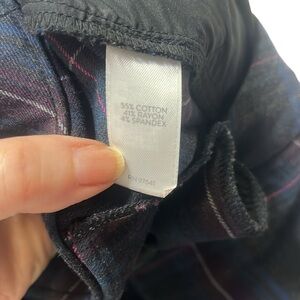 55% COTTON
41% RAYON
4% SPANDEX